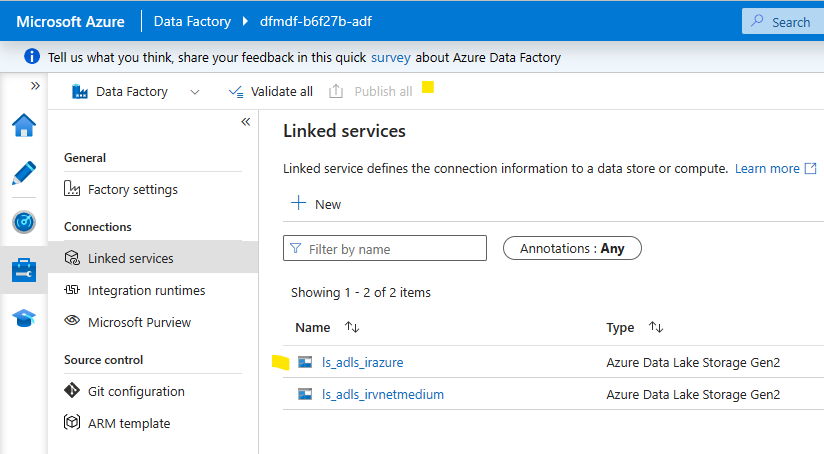 Microsoft Azure Data Factory dfmdf-b6f27b-adf Search
Tell us what you think, share your feedback in this quick survey about Azure Data Factory
Data Factory Validate all Publish all
General
Factory settings
Connections
Linked services
Integration runtimes
Microsoft Purview
Source control
Git configuration
ARM template
Linked services
Linked service defines the connection information to a data store or compute. Learn more
New
Filter by name Annotations : Any
Showing 1 - 2 of 2 items
Name Type
ls_adls_irazure Azure Data Lake Storage Gen2
ls_adls_irvnetmedium Azure Data Lake Storage Gen2